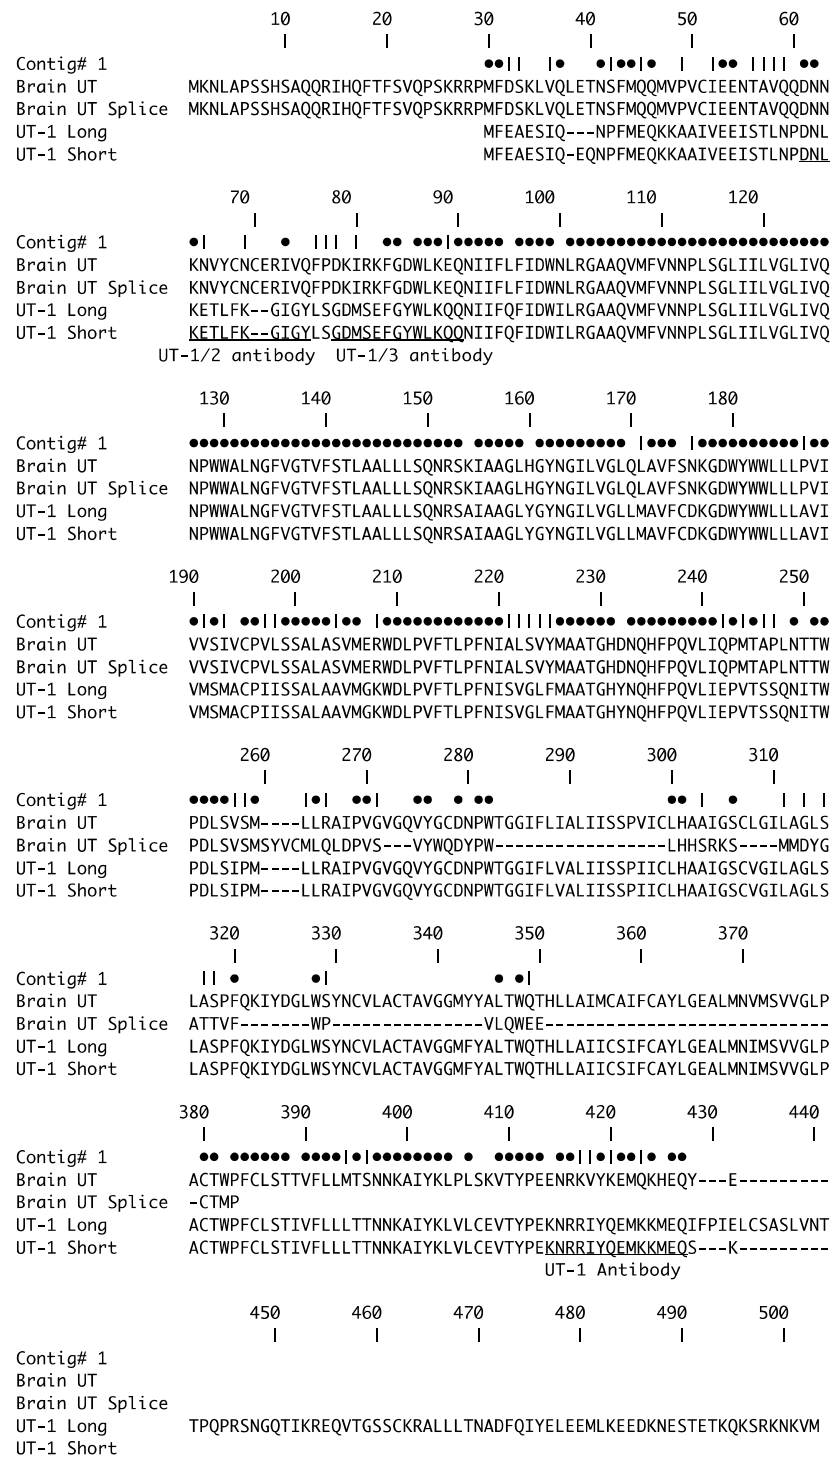 10 20 30 40 50 60
Contig# 1
Brain UT MKNLAPSSHSAQQRIHQFTFSVQPSKRRPMFDSKLVQLETNSFMQQMVPVCIEENTAVQQDNN
Brain UT Splice MKNLAPSSHSAQQRIHQFTFSVQPSKRRPMFDSKLVQLETNSFMQQMVPVCIEENTAVQQDNN
UT-1 Long MFEAESIQ---NPFMEQKKAAIVEEISTLNPDNL
UT-1 Short MFEAESIQ-EQNPFMEQKKAAIVEEISTLNPDNL
70 80 90 100 110 120
Contig# 1
Brain UT KNVYCNCERIVQFPDKIRKFGDWLKEQNIIFLFIDWNLRGAAQVMFVNNPLSGLIILVGLIVQ
Brain UT Splice KNVYCNCERIVQFPDKIRKFGDWLKEQNIIFLFIDWNLRGAAQVMFVNNPLSGLIILVGLIVQ
UT-1 Long KETLFK--GIGYLSGDMSEFGYWLKQQNIIFQFIDWILRGAAQVMFVNNPLSGLIILVGLIVQ
UT-1 Short KETLFK--GIGYLSGDMSEFGYWLKQQNIIFQFIDWILRGAAQVMFVNNPLSGLIILVGLIVQ
UT-1/2 antibody UT-1/3 antibody
130 140 150 160 170 180
Contig# 1
Brain UT NPWWALNGFVGTVFSTLAALLLSQNRSKIAAGLHGYNGILVGLQLAVFSNKGDWYWWLLLPVI
Brain UT Splice NPWWALNGFVGTVFSTLAALLLSQNRSKIAAGLHGYNGILVGLQLAVFSNKGDWYWWLLLPVI
UT-1 Long NPWWALNGFVGTVFSTLAALLLSQNRSAIAAGLYGYNGILVGLLMAVFCDKGDWYWWLLLAVI
UT-1 Short NPWWALNGFVGTVFSTLAALLLSQNRSAIAAGLYGYNGILVGLLMAVFCDKGDWYWWLLLAVI
190 200 210 220 230 240 250
Contig# 1
Brain UT VVSIVCPVLSSALASVMERWDLPVFTLPFNIALSVYMAATGHDNQHFPQVLIQPMTAPLNTTW
Brain UT Splice VVSIVCPVLSSALASVMERWDLPVFTLPFNIALSVYMAATGHDNQHFPQVLIQPMTAPLNTTW
UT-1 Long VMSMACPIISSALAAVMGKWDLPVFTLPFNISVGLFMAATGHYNQHFPQVLIEPVTSSQNITW
UT-1 Short VMSMACPIISSALAAVMGKWDLPVFTLPFNISVGLFMAATGHYNQHFPQVLIEPVTSSQNITW
260 270 280 290 300 310
Contig# 1
Brain UT PDLSVSM----LLRAIPVGVGQVYGCDNPWTGGIFLIALIISSPVICLHAAIGSCLGILAGLS
Brain UT Splice PDLSVSMSYVCMLQLDPVS---VYWQDYPW-----------------LHHSRKS----MMDYG
UT-1 Long PDLSIPM----LLRAIPVGVGQVYGCDNPWTGGIFLVALIISSPIICLHAAIGSCVGILAGLS
UT-1 Short PDLSIPM----LLRAIPVGVGQVYGCDNPWTGGIFLVALIISSPIICLHAAIGSCVGILAGLS
320 330 340 350 360 370
Contig# 1
Brain UT LASPFQKIYDGLWSYNCVLACTAVGGMYYALTWQTHLLAIMCAIFCAYLGEALMNVMSVVGLP
Brain UT Splice ATTVF-------WP---------------VLQWEE----------------------------
UT-1 Long LASPFQKIYDGLWSYNCVLACTAVGGMFYALTWQTHLLAIICSIFCAYLGEALMNIMSVVGLP
UT-1 Short LASPFQKIYDGLWSYNCVLACTAVGGMFYALTWQTHLLAIICSIFCAYLGEALMNIMSVVGLP
380 390 400 410 420 430 440
Contig# 1
Brain UT ACTWPFCLSTTVFLLMTSNNKAIYKLPLSKVTYPEENRKVYKEMQKHEQY---E---------
Brain UT Splice -CTMP
UT-1 Long ACTWPFCLSTIVFLLLTTNNKAIYKLVLCEVTYPEKNRRIYQEMKKMEQIFPIELCSASLVNT
UT-1 Short ACTWPFCLSTIVFLLLTTNNKAIYKLVLCEVTYPEKNRRIYQEMKKMEQS---K---------
UT-1 Antibody
450 460 470 480 490 500
Contig# 1
Brain UT
Brain UT Splice
UT-1 Long TPQPRSNGQTIKREQVTGSSCKRALLLTNADFQIYELEEMLKEEDKNESTETKQKSRKNKVM
UT-1 Short